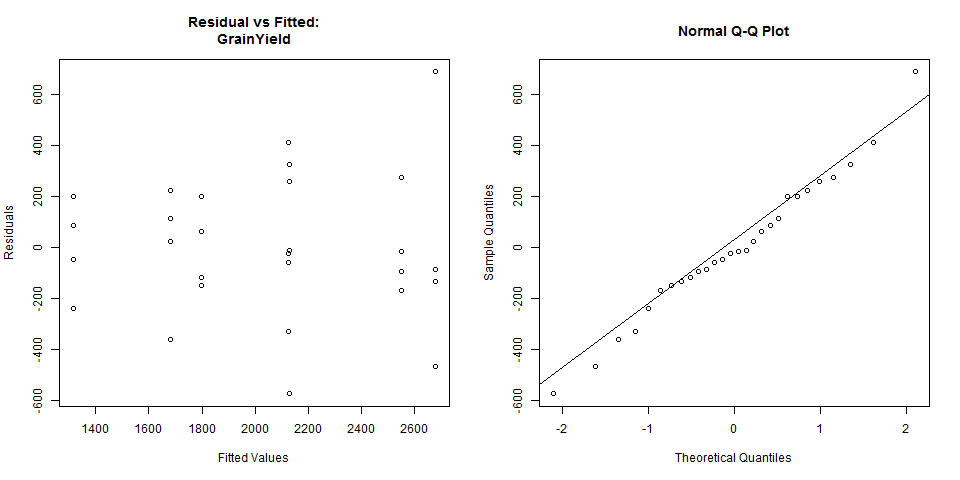 Residual vs Fitted:
GrainYield
Residuals
600
400
200
0
-200
-400
-600
1400 1600 1800 2000 2200 2400 2600
Fitted Values
Normal Q-Q Plot
Sample Quantiles
600
400
200
0
-200
-400
-600
-2 -1 0 1 2
Theoretical Quantiles